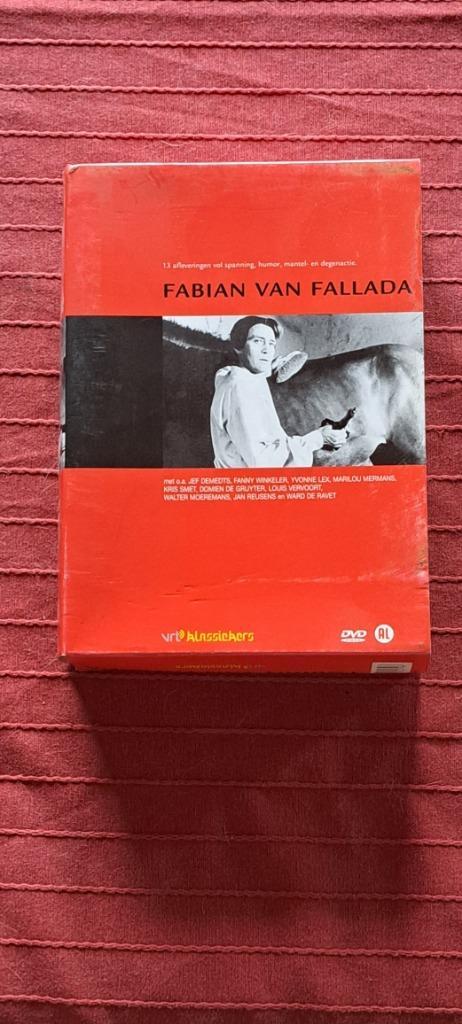 13 afleveringen vol spanning, humor, mantel- en degenactie.
FABIAN VAN FALLADA
met o.a. JEF DEMEDTS, FANNY WINKELER, YVONNE LEX, MARILOU MERMANS,
KRIS SMET, DOMIEN DE GRUYTER, LOUIS VERVOORT,
WALTER MOEREMANS, JAN REUSENS en WARD DE RAVET
vrt klassiekers
DVD
AL
vrt klassiekers